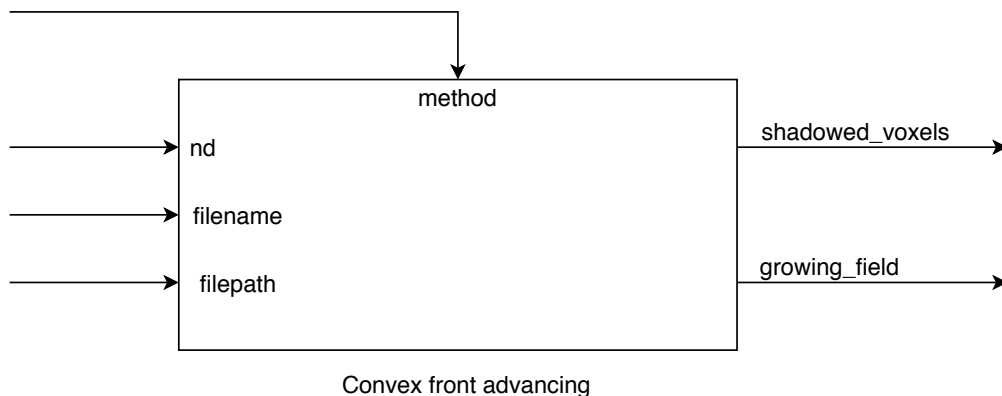 method
nd
shadowed_voxels
filename
filepath
growing_field
Convex front advancing